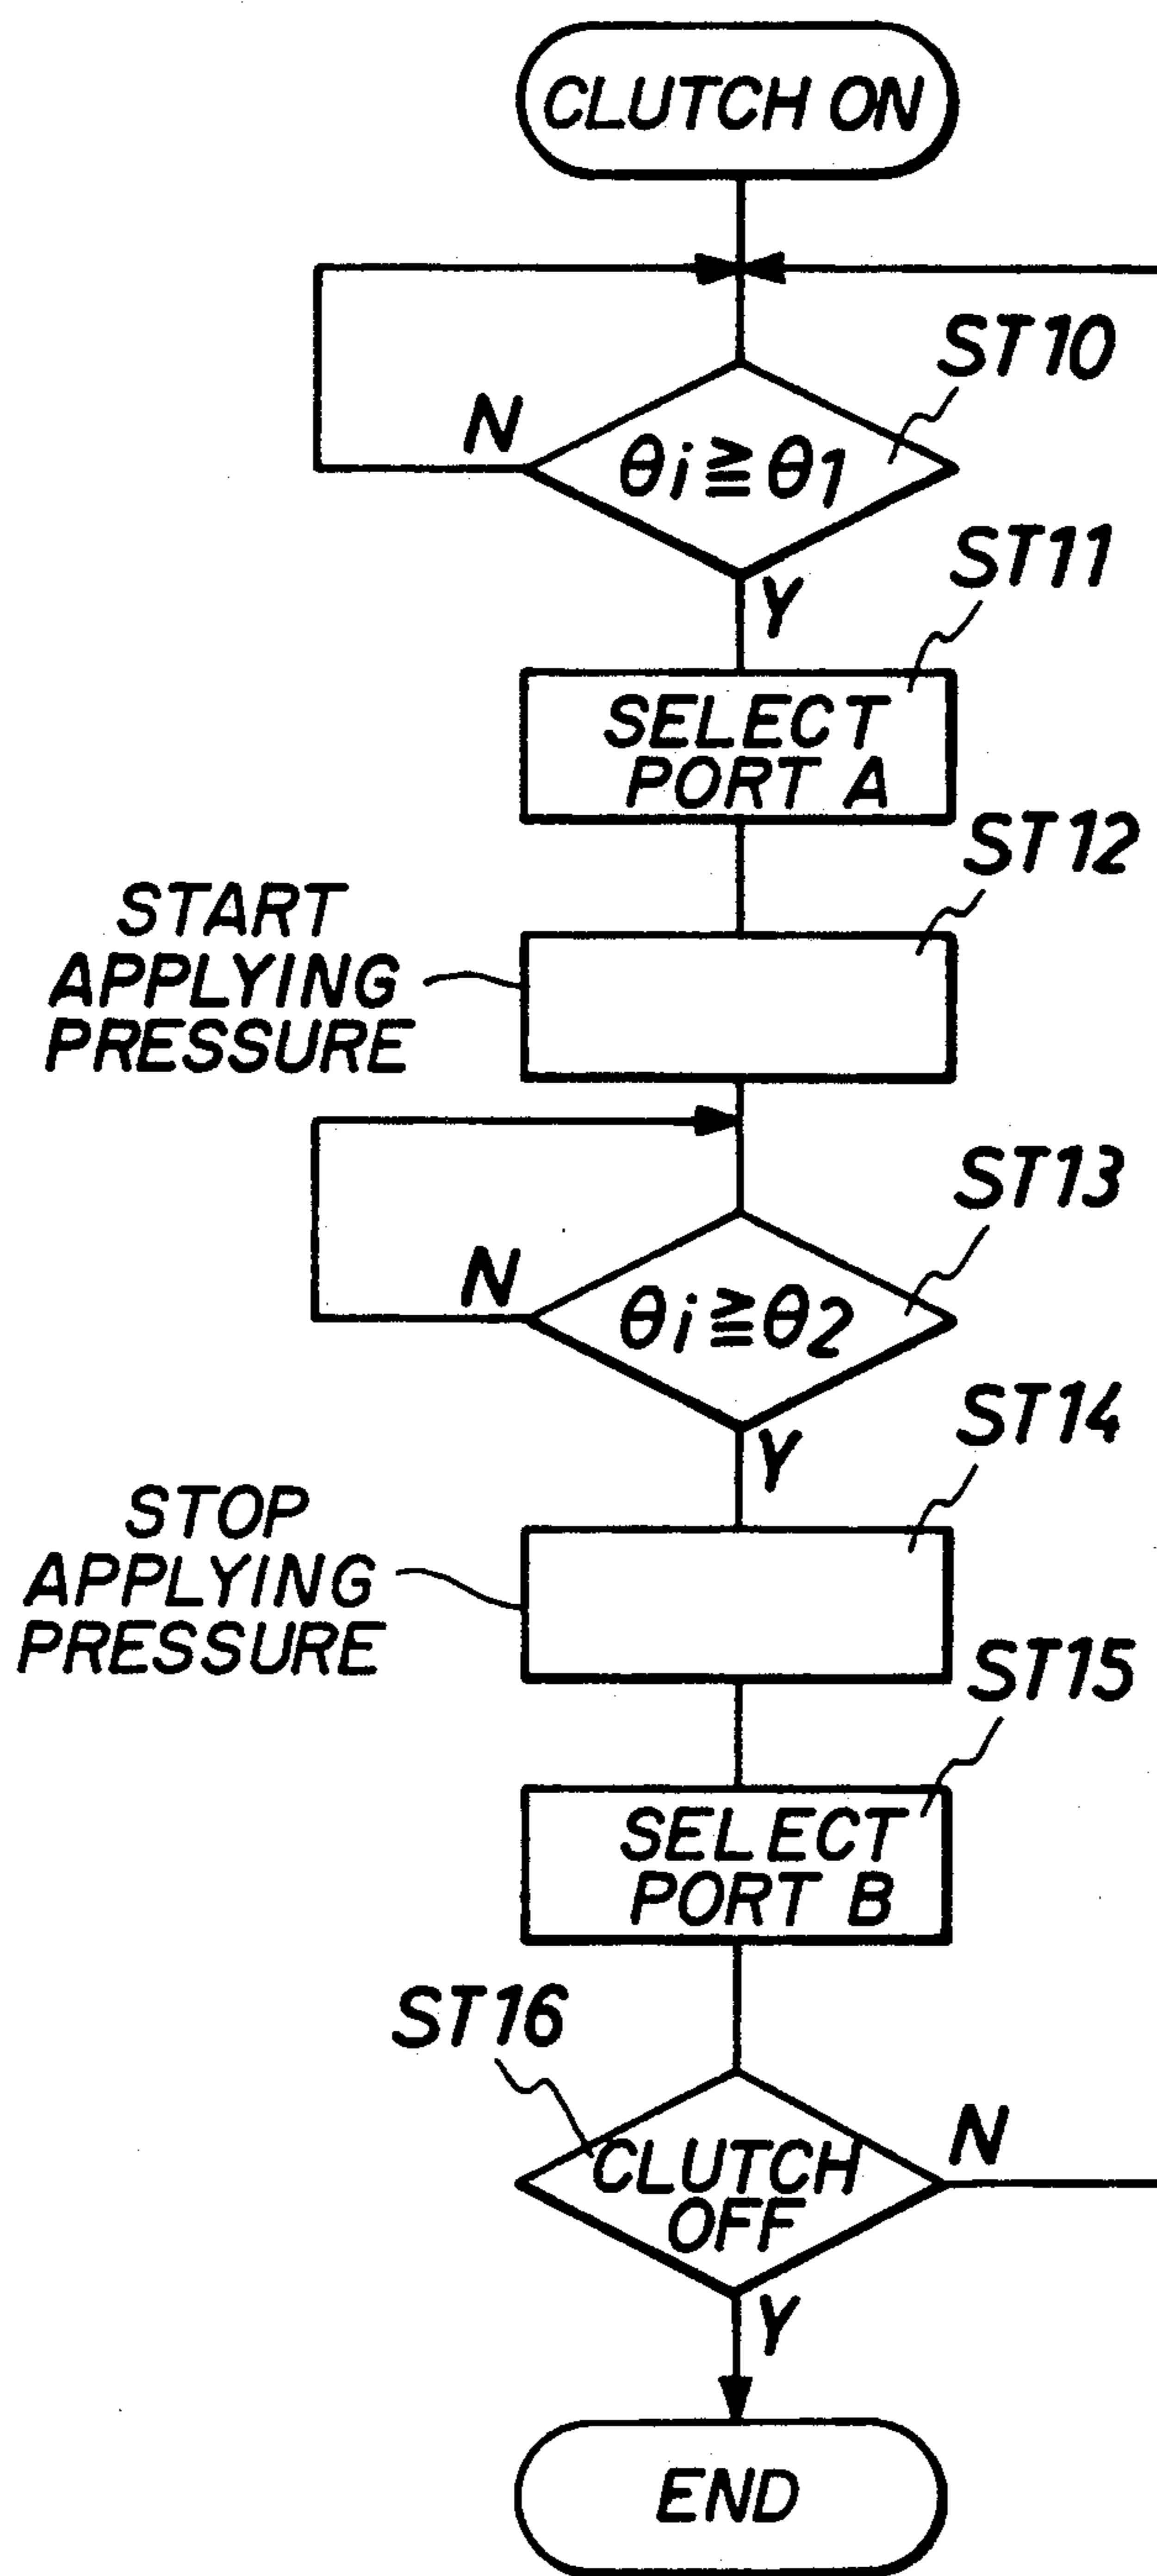 CLUTCH ON
ST10
N
θi≧θ1
ST11
Y
SELECT
PORT A
ST12
START
APPLYING
PRESSURE
ST13
N
θi≧θ2
ST14
Y
STOP
APPLYING
PRESSURE
ST15
SELECT
PORT B
ST16
N
CLUTCH
OFF
Y
END